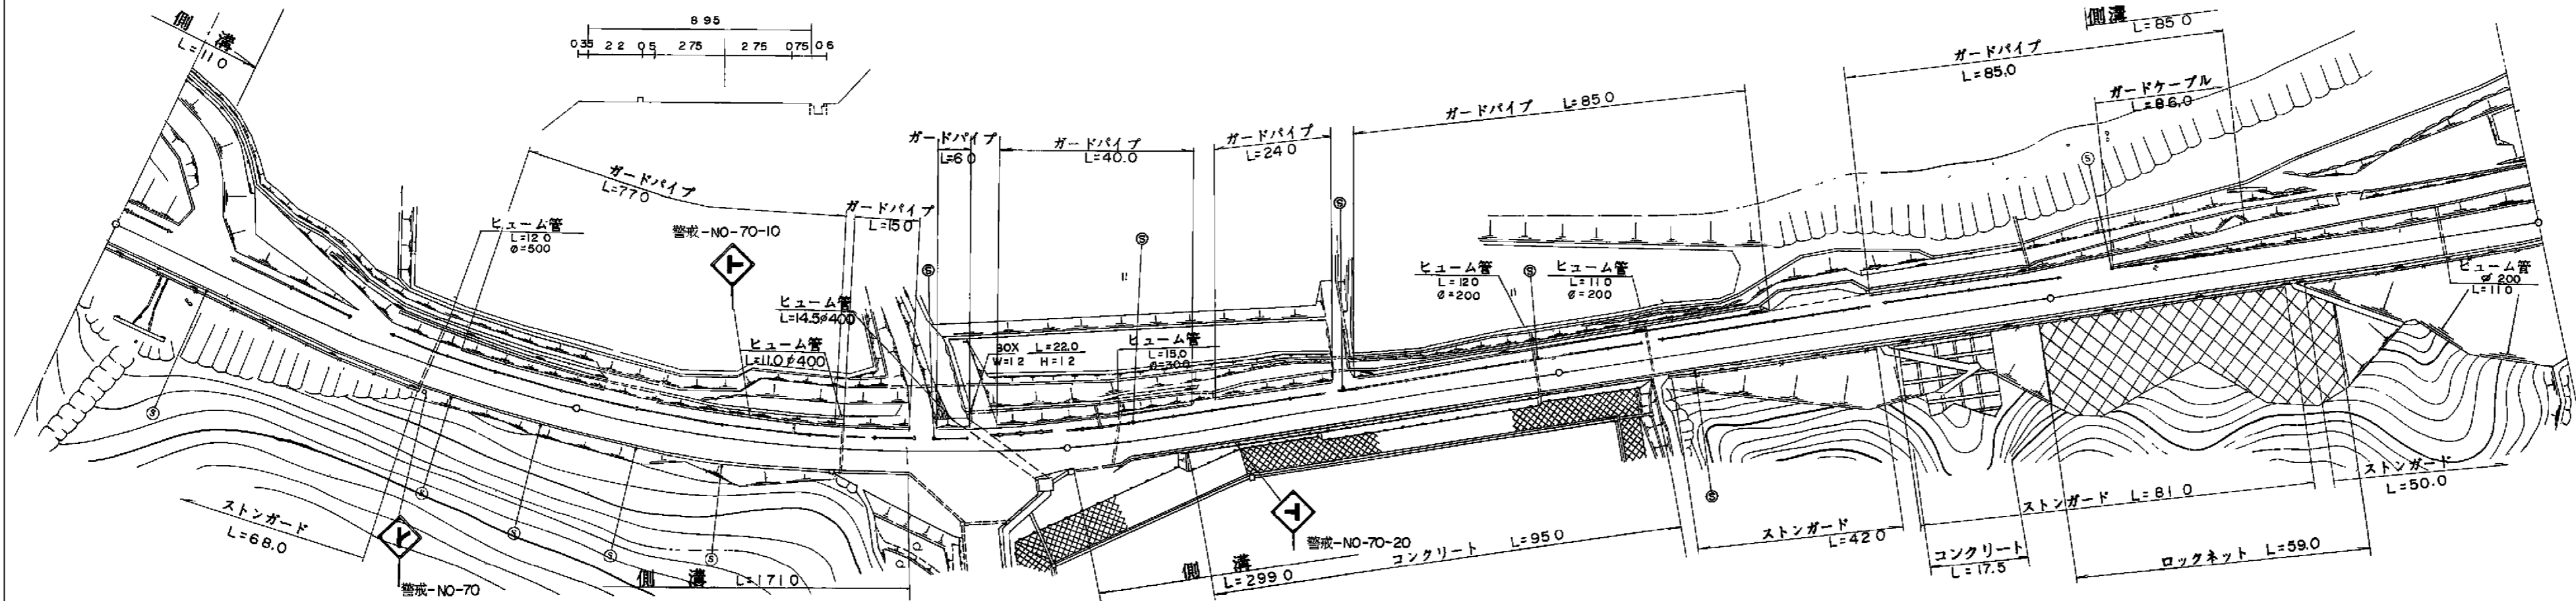 側溝
L=11 0
8 95
0 35 2 2 0 5 2 75 2 75 0 75 0 6
側溝
L=85 0
ガードパイプ
L=85.0
ガードケーブル
L=86.0
ガードパイプ L=85 0
ガードパイプ
L=6 0
ガードパイプ
L=40.0
ガードパイプ
L=24 0
ガードパイプ
L=77 0
ガードパイプ
L=15 0
ヒューム管
L=12 0
Ø=500
警戒-NO-70-10
ヒューム管
L=14.5Ø400
ヒューム管
L=11.0 Ø400
BOX L=22.0
W=1 2 H=1 2
ヒューム管
L=15.0
Ø=300
ヒューム管
L=12 0
Ø=200
ヒューム管
L=11 0
Ø=200
ヒューム管
Ø 200
L=11 0
S
S
S
S
S
S
S
S
S
S
S
ストンガード
L=68.0
警戒-NO-70
側溝 L=171 0
側溝
L=299 0
警戒-NO-70-20
コンクリート L=95 0
ストンガード
L=42 0
ストンガード L=81 0
コンクリート
L=17.5
ロックネット L=59.0
ストンガード
L=50.0